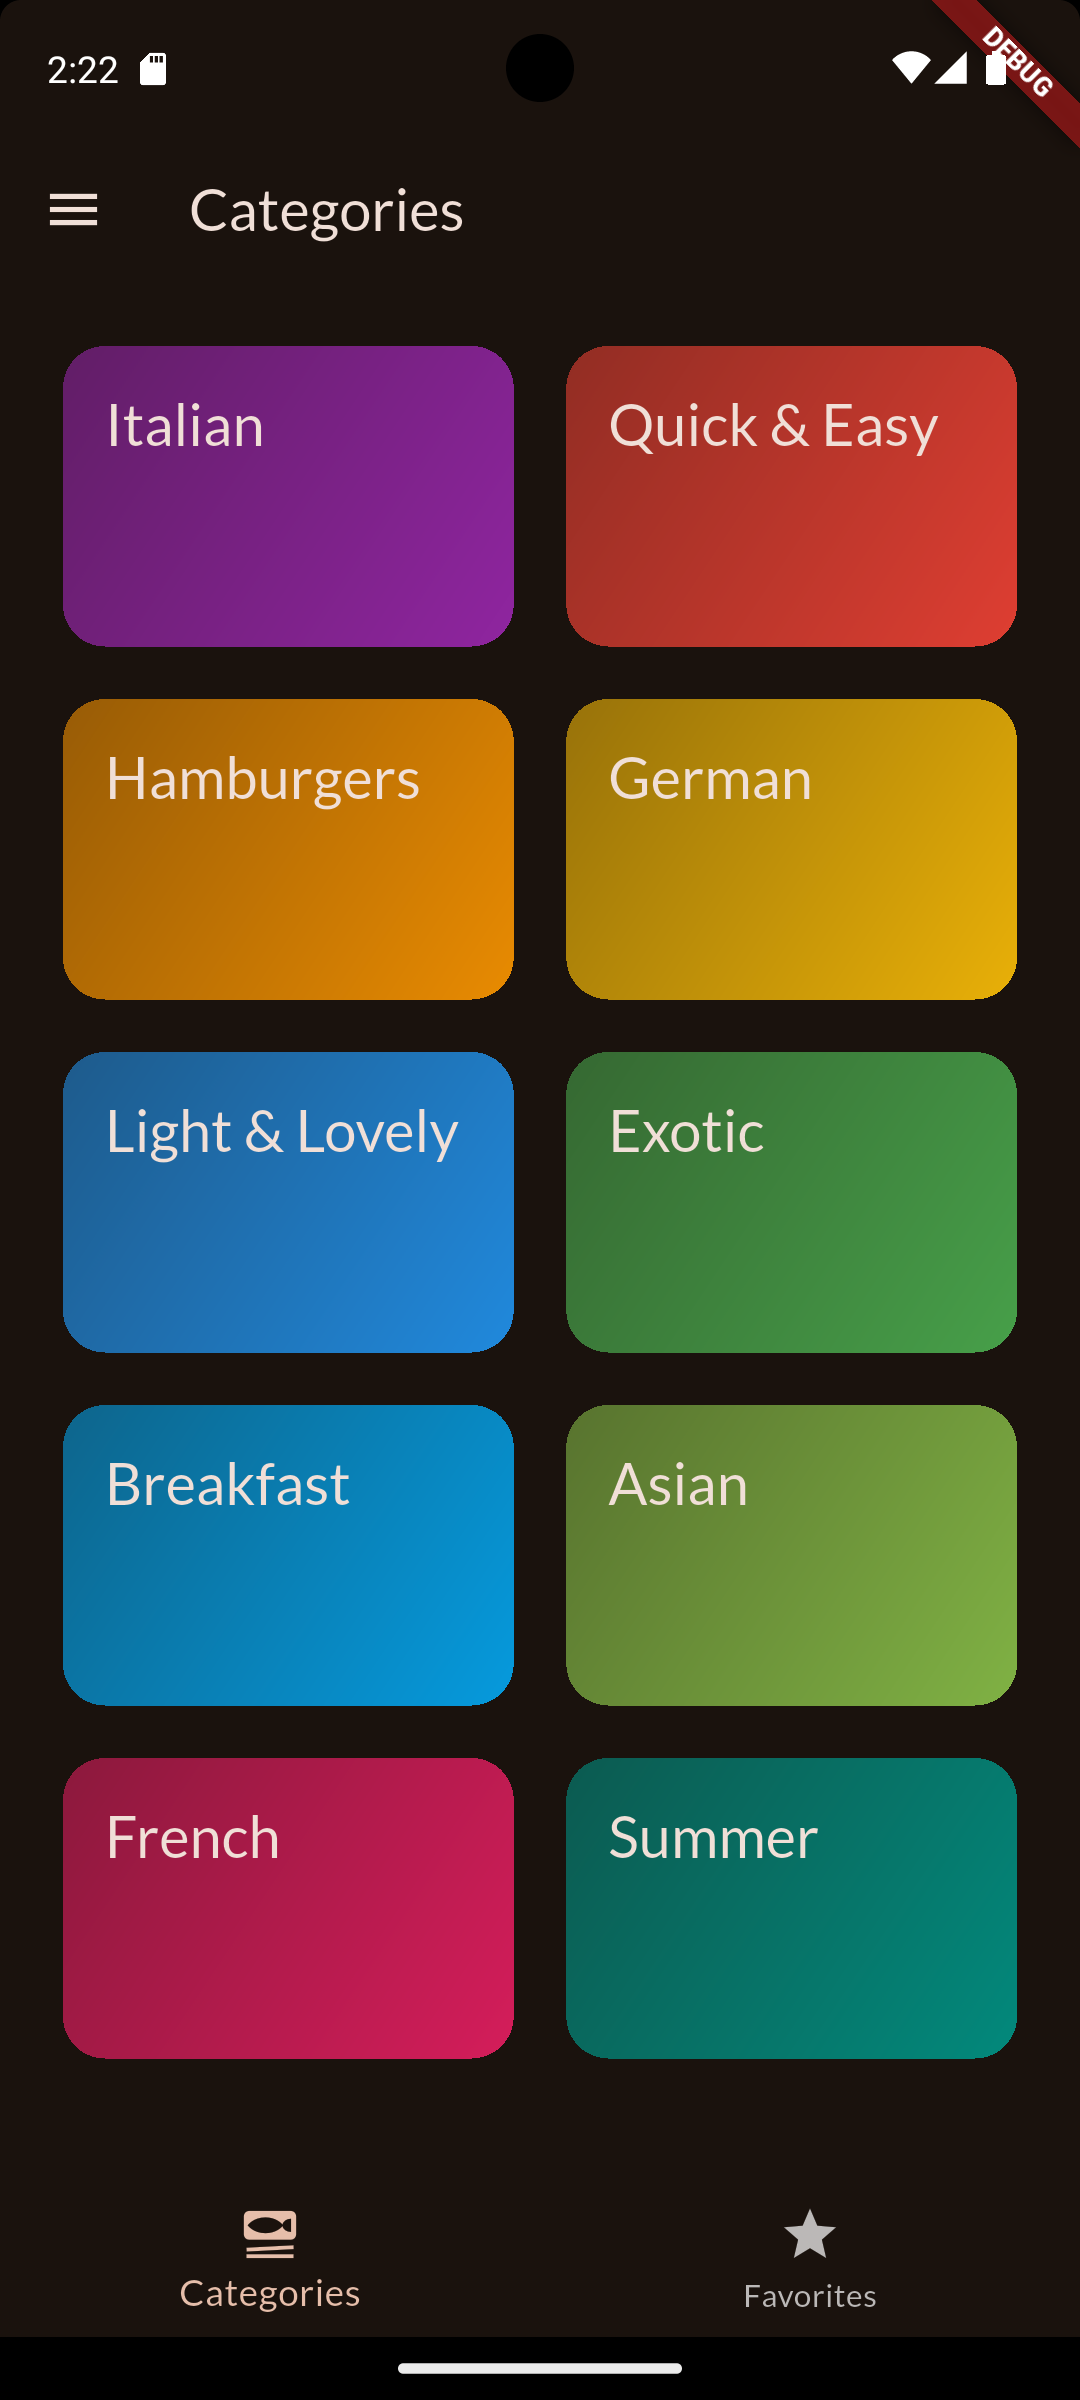 2:22
DEBUG
Categories
Italian
Quick & Easy
Hamburgers
German
Light & Lovely
Exotic
Breakfast
Asian
French
Summer
Categories
Favorites